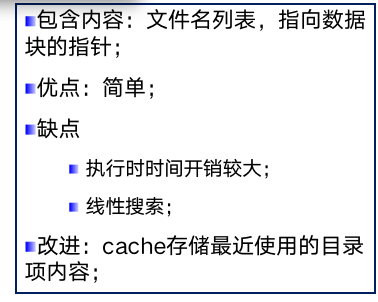 包含内容：文件名列表，指向数据
块的指针；
优点：简单；
缺点
执行时时间开销较大；
线性搜索；
改进：cache存储最近使用的目录
项内容；